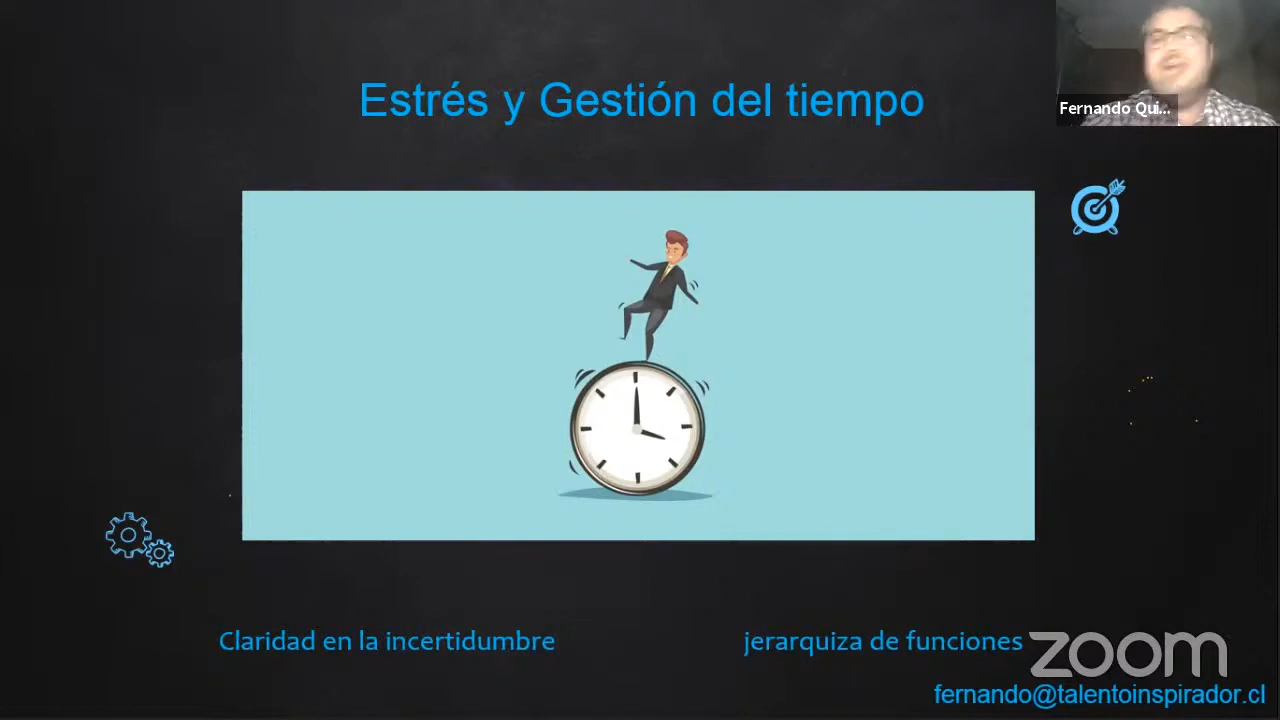 Estrés y Gestión del tiempo
Fernando Qui...
Claridad en la incertidumbre
jerarquiza de funciones
zoom
fernando@talentoinspirador.cl